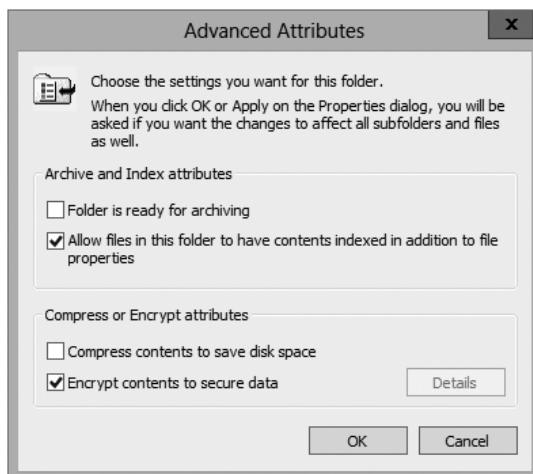 Advanced Attributes
x
Choose the settings you want for this folder.
When you click OK or Apply on the Properties dialog, you will be
asked if you want the changes to affect all subfolders and files
as well.
Archive and Index attributes
Folder is ready for archiving
Allow files in this folder to have contents indexed in addition to file
properties
Compress or Encrypt attributes
Compress contents to save disk space
Encrypt contents to secure data
Details
OK
Cancel